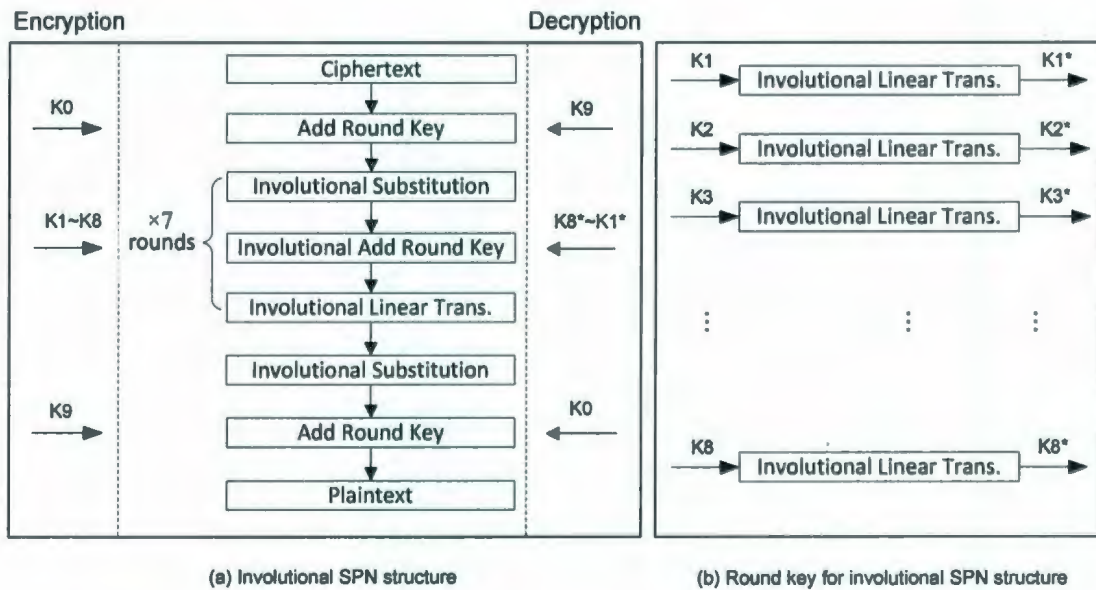 Encryption
Decryption
Ciphertext
K0
Add Round Key
K9
Involutional Substitution
K1~K8
×7
rounds
Involutional Add Round Key
K8*~K1*
Involutional Linear Trans.
Involutional Substitution
K9
Add Round Key
K0
Plaintext
(a) Involutional SPN structure
K1
Involutional Linear Trans.
K1*
K2
Involutional Linear Trans.
K2*
K3
Involutional Linear Trans.
K3*
⋮ ⋮ ⋮
K8
Involutional Linear Trans.
K8*
(b) Round key for involutional SPN structure